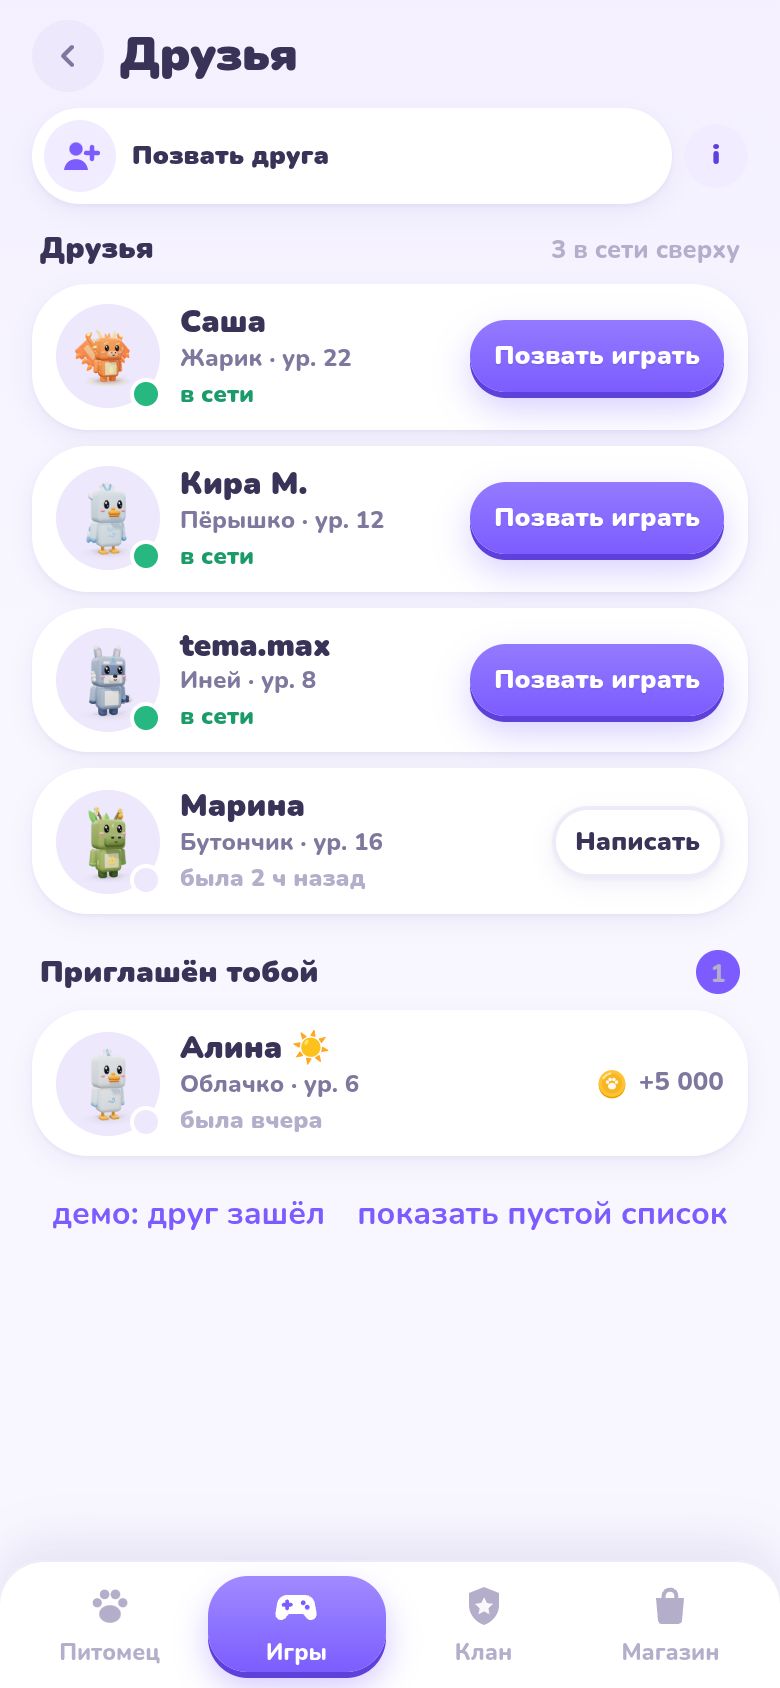 Друзья
Позвать друга
Друзья
3 в сети сверху
Саша
Жарик · ур. 22
в сети
Позвать играть
Кира М.
Пёрышко · ур. 12
в сети
Позвать играть
tema.max
Иней · ур. 8
в сети
Позвать играть
Марина
Бутончик · ур. 16
была 2 ч назад
Написать
Приглашён тобой
1
Алина ☀️
Облачко · ур. 6
была вчера
+5 000
демо: друг зашёл
показать пустой список
Питомец
Игры
Клан
Магазин